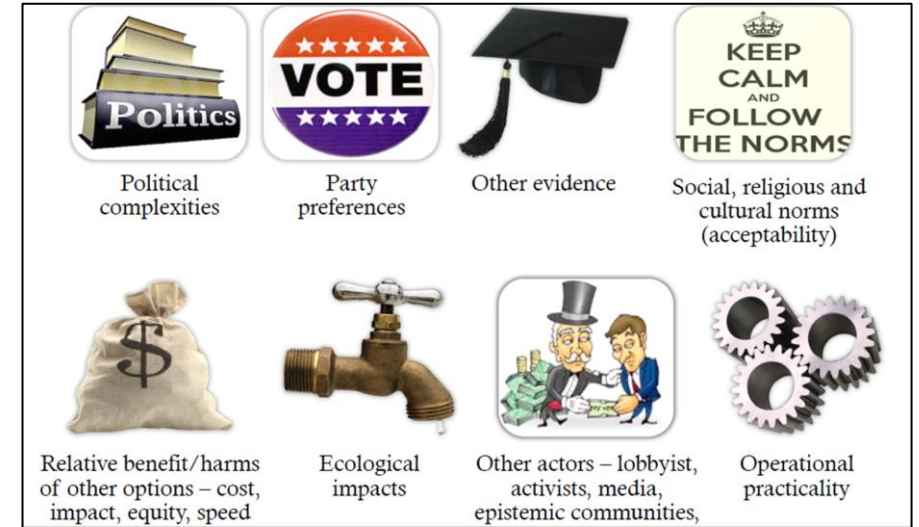 Politics
VOTE
KEEP
CALM
AND
FOLLOW
THE NORMS
Political
complexities
Party
preferences
Other evidence
Social, religious and
cultural norms
(acceptability)
$
Relative benefit/harms
of other options – cost,
impact, equity, speed
Ecological
impacts
Other actors – lobbyist,
activists, media,
epistemic communities,
Operational
practicality